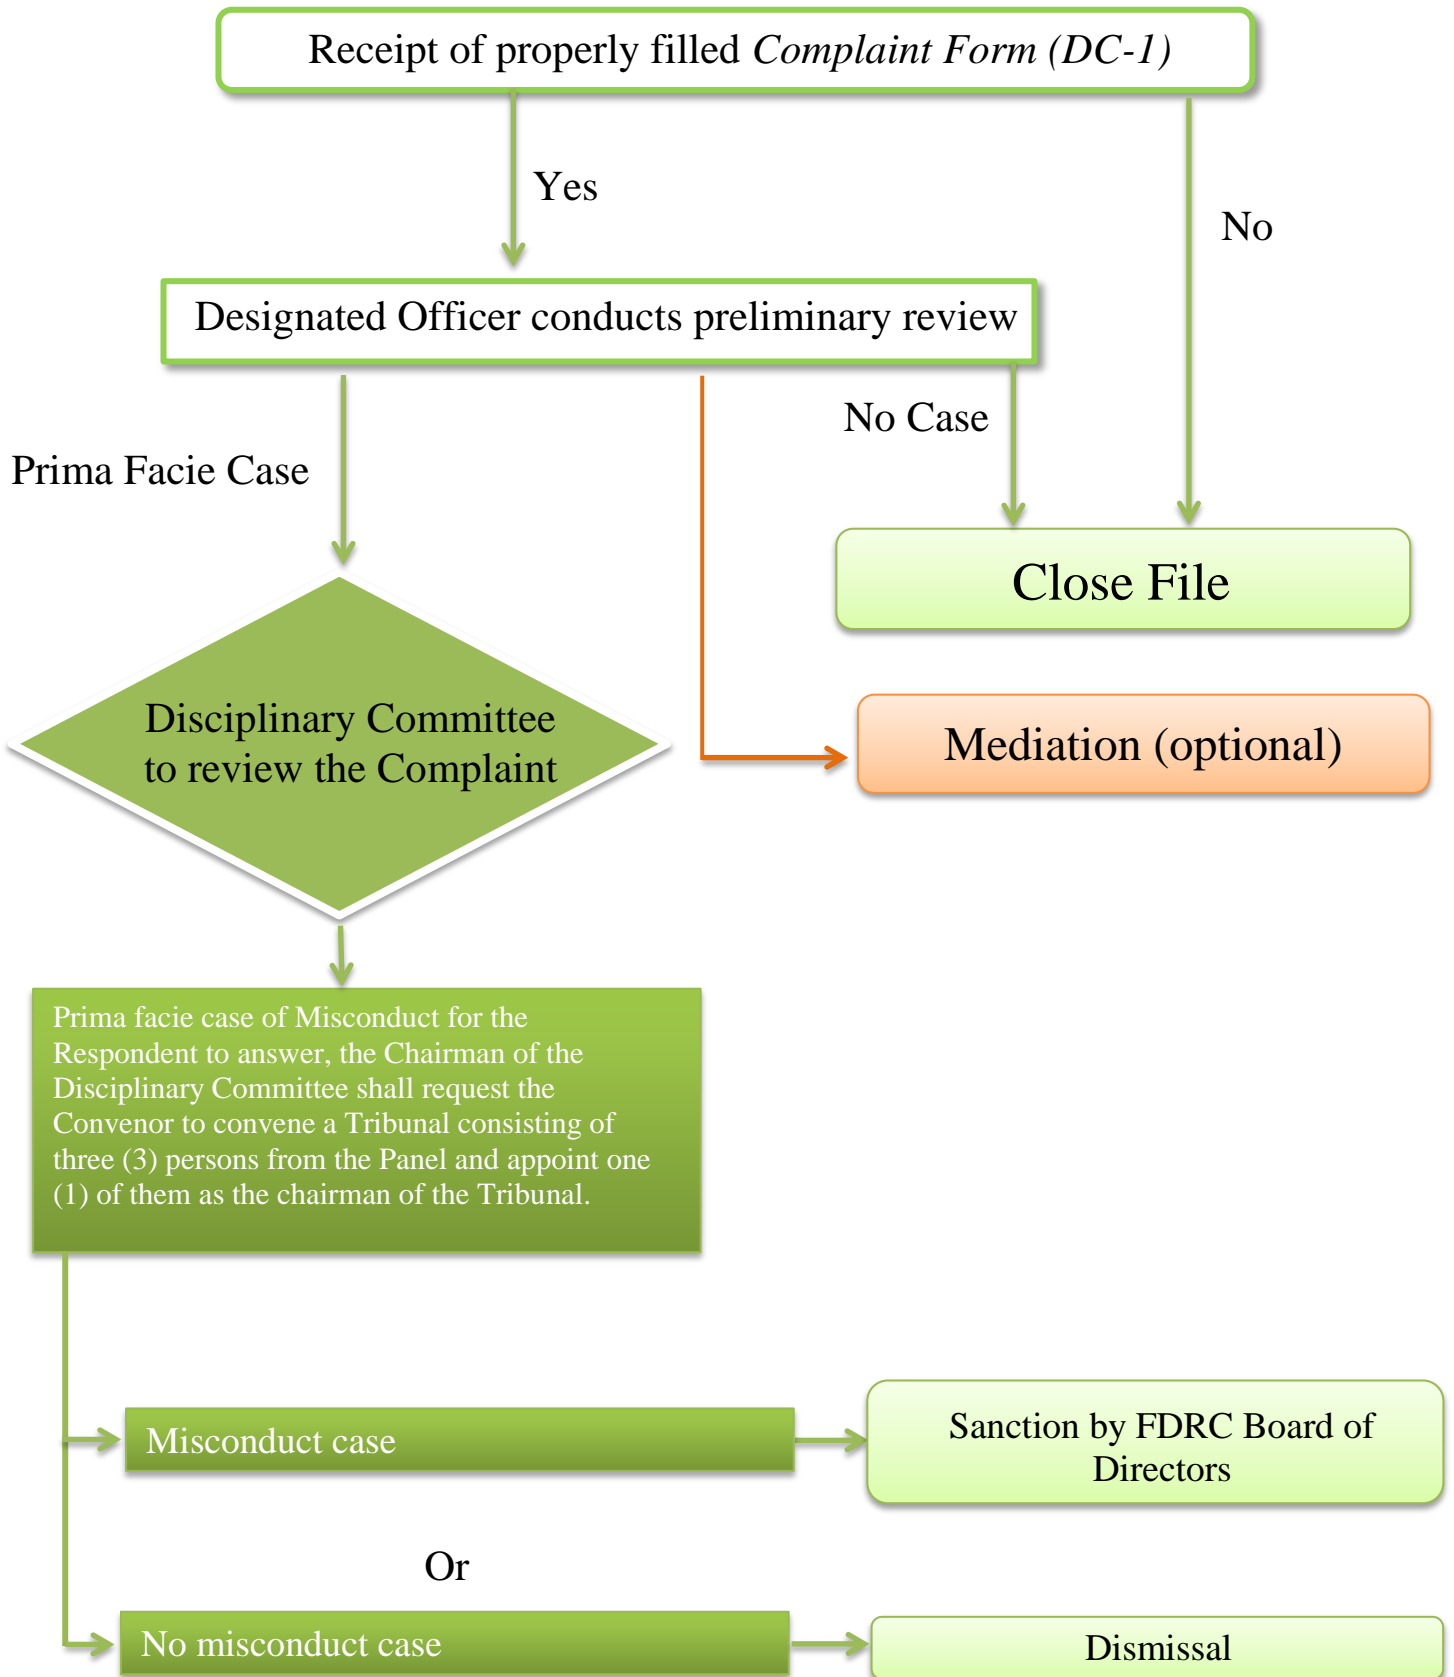 Receipt of properly filled Complaint Form (DC-1)
Yes
No
Designated Officer conducts preliminary review
No Case
Prima Facie Case
Close File
Disciplinary Committee
to review the Complaint
Mediation (optional)
Prima facie case of Misconduct for the
Respondent to answer, the Chairman of the
Disciplinary Committee shall request the
Convenor to convene a Tribunal consisting of
three (3) persons from the Panel and appoint one
(1) of them as the chairman of the Tribunal.
Misconduct case
Sanction by FDRC Board of
Directors
Or
No misconduct case
Dismissal